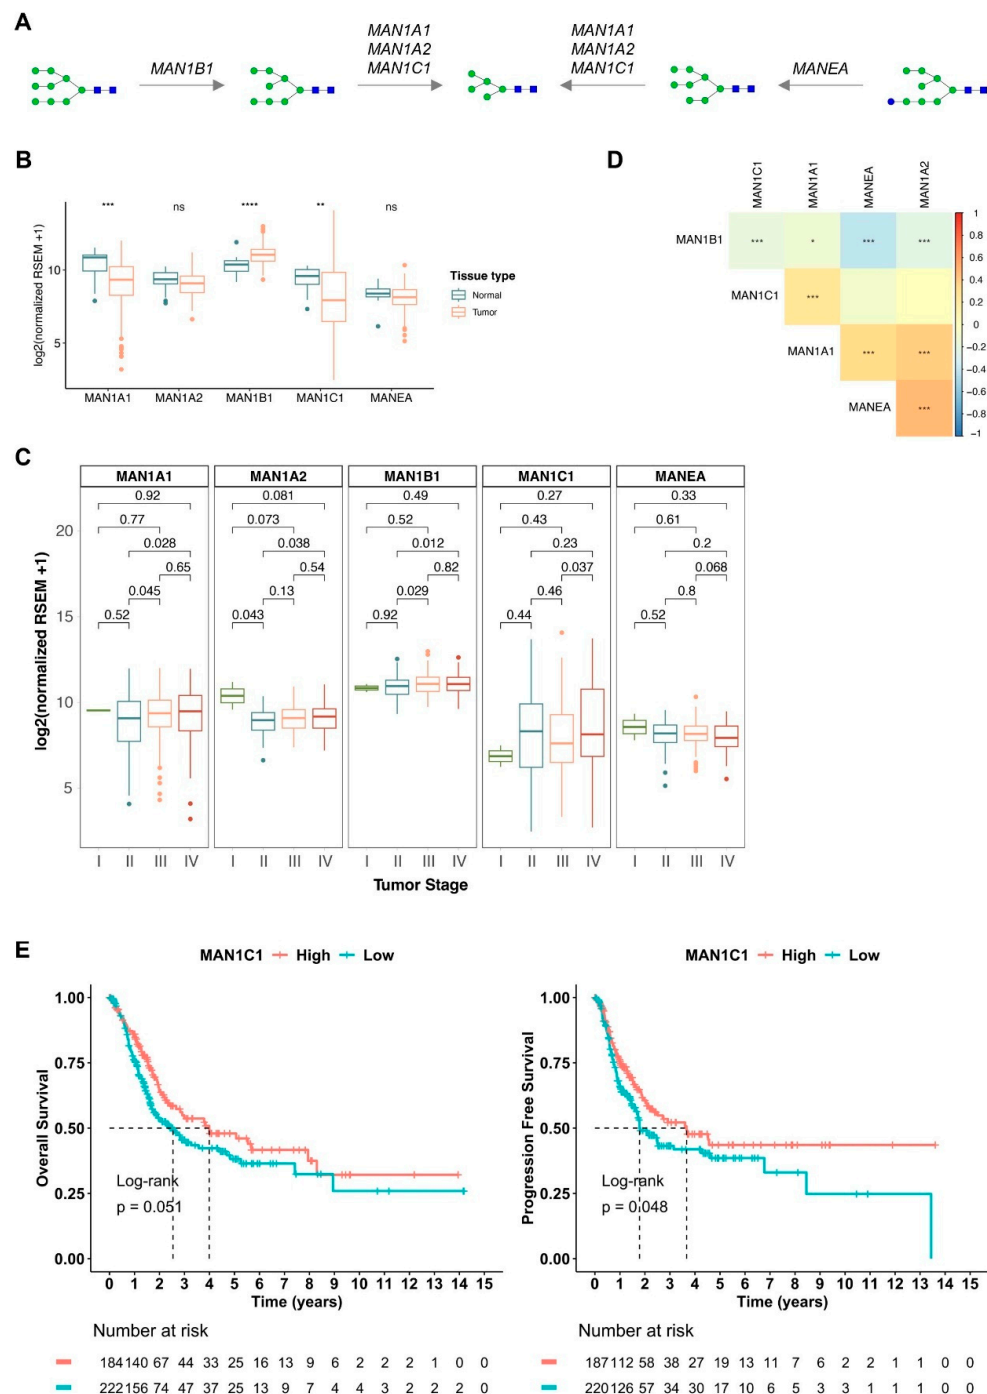 A
MAN1A1
MAN1A2
MAN1C1
MAN1A1
MAN1A2
MAN1C1
MAN1B1
MANEA
B
log2(normalized RSEM +1)
10
5
*** ns **** ** ns
Tissue type
Normal
Tumor
MAN1A1 MAN1A2 MAN1B1 MAN1C1 MANEA
D
MAN1C1 MAN1A1 MANEA MAN1A2
MAN1B1 *** * *** ***
MAN1C1 ***
MAN1A1 *** ***
MANEA ***
1
0.8
0.6
0.4
0.2
0
−0.2
−0.4
−0.6
−0.8
−1
C
MAN1A1 MAN1A2 MAN1B1 MAN1C1 MANEA
0.92 0.081 0.49 0.27 0.33
0.77 0.073 0.52 0.43 0.61
0.028 0.038 0.012 0.23 0.2
0.65 0.54 0.82 0.037 0.068
0.045 0.13 0.029 0.46 0.8
0.52 0.043 0.92 0.44 0.52
log2(normalized RSEM +1)
20
15
10
5
I II III IV I II III IV I II III IV I II III IV I II III IV
Tumor Stage
E
MAN1C1 High Low
Overall Survival
1.00
0.75
0.50
0.25
0.00
Log-rank
p = 0.051
0 1 2 3 4 5 6 7 8 9 10 11 12 13 14 15
Time (years)
Number at risk
184 140 67 44 33 25 16 13 9 6 2 2 2 1 0 0
222 156 74 47 37 25 13 9 7 4 4 3 2 2 2 0
MAN1C1 High Low
Progression Free Survival
1.00
0.75
0.50
0.25
0.00
Log-rank
p = 0.048
0 1 2 3 4 5 6 7 8 9 10 11 12 13 14 15
Time (years)
Number at risk
187 112 58 38 27 19 13 11 7 6 2 2 1 1 0 0
220 126 57 34 30 17 10 6 5 3 3 1 1 1 0 0